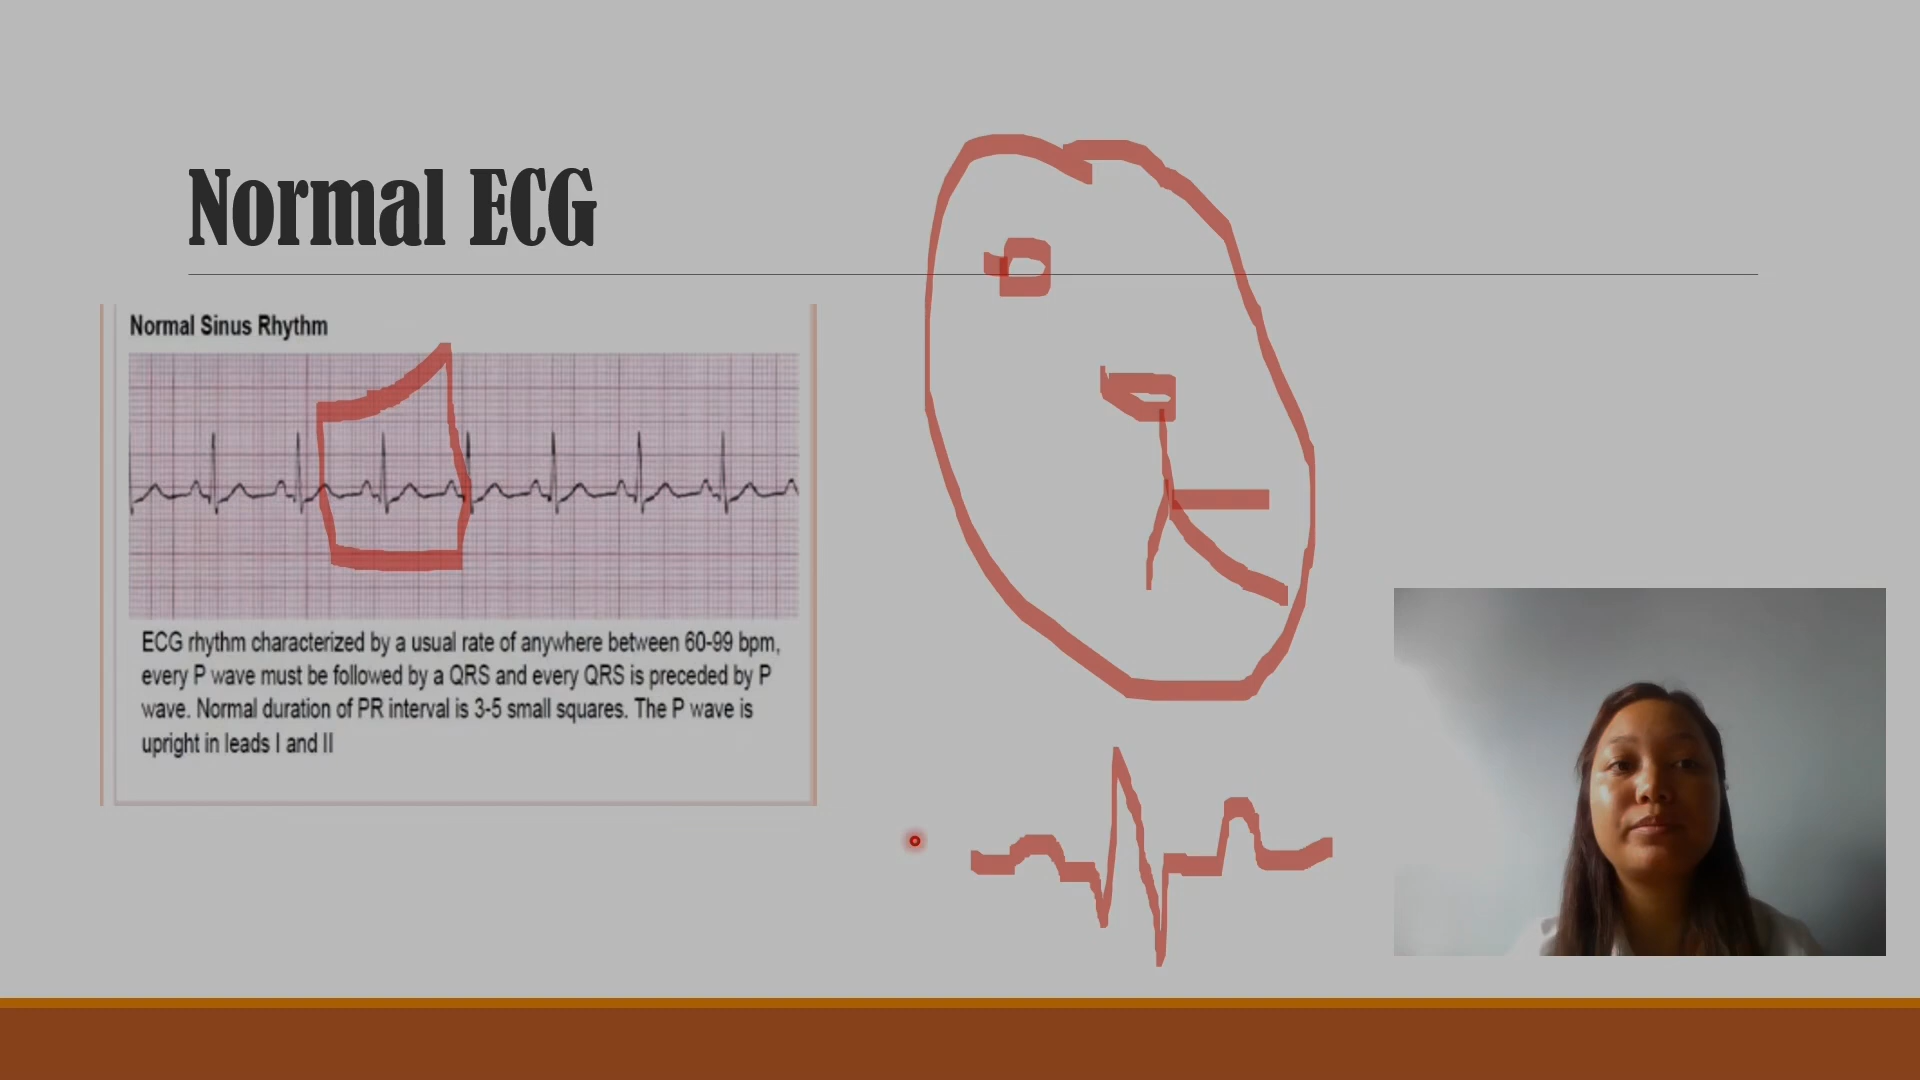 Normal ECG
Normal Sinus Rhythm
ECG rhythm characterized by a usual rate of anywhere between 60-99 bpm,
every P wave must be followed by a QRS and every QRS is preceded by P
wave. Normal duration of PR interval is 3-5 small squares. The P wave is
upright in leads I and II